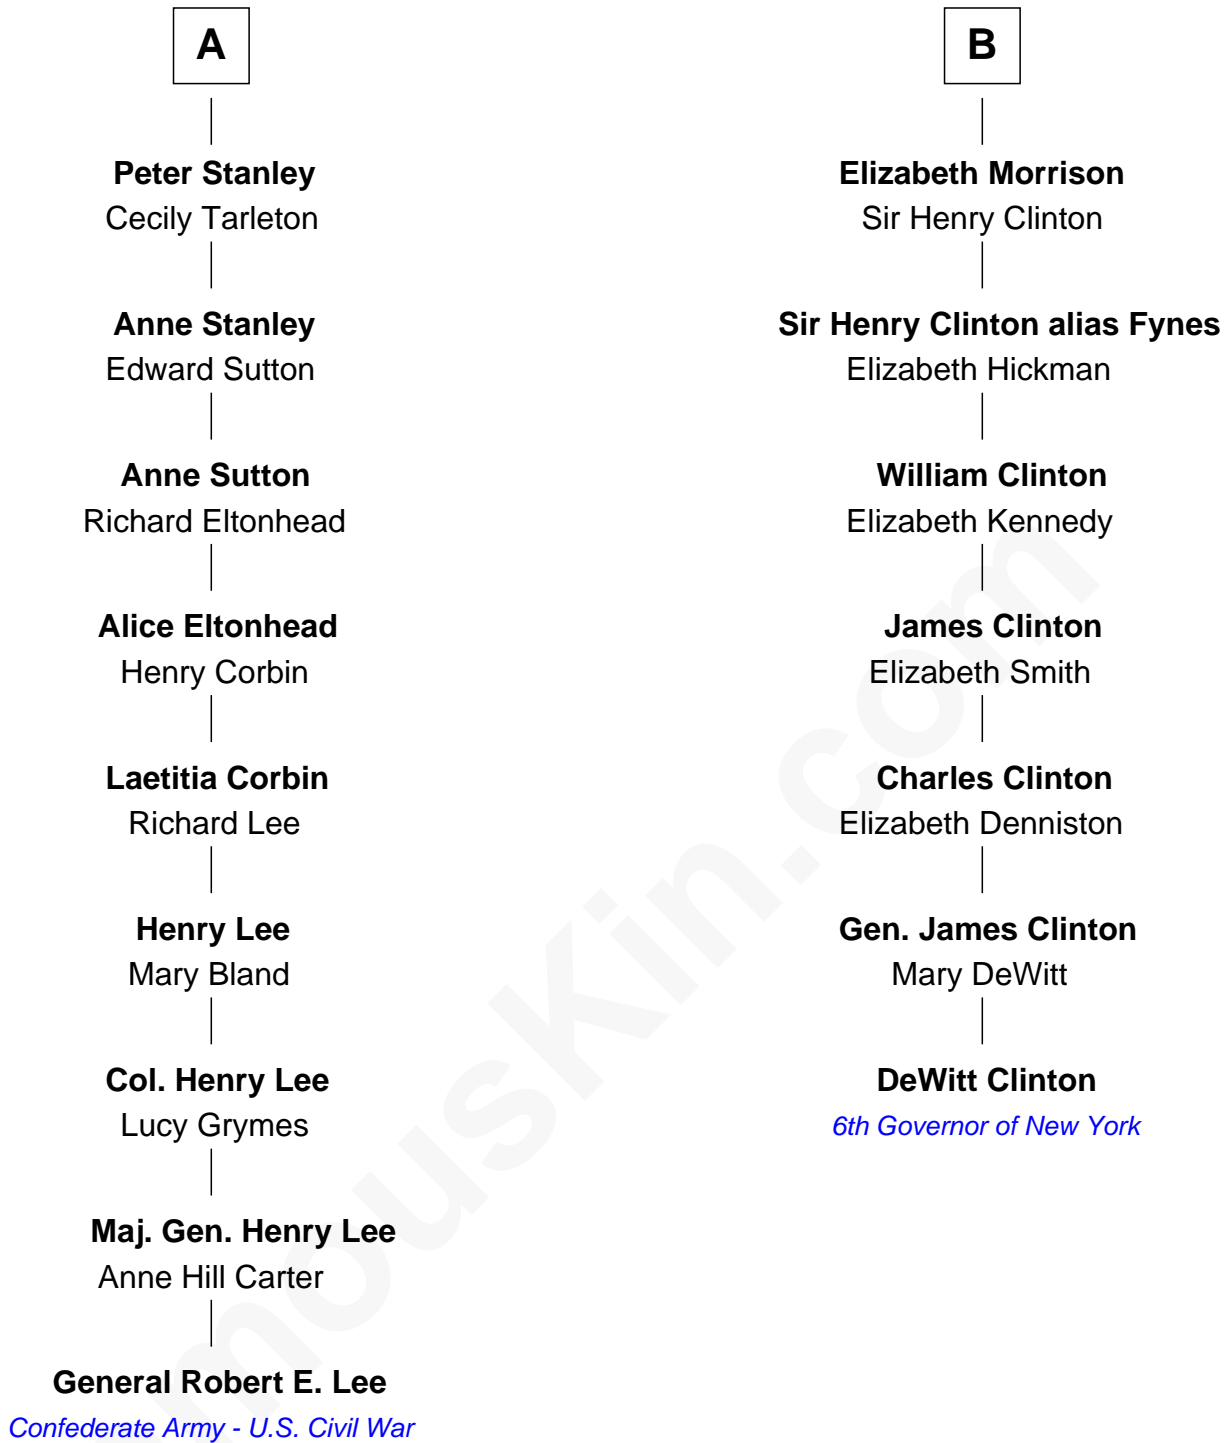 A
Peter Stanley
Cecily Tarleton
Anne Stanley
Edward Sutton
Anne Sutton
Richard Eltonhead
Alice Eltonhead
Henry Corbin
Laetitia Corbin
Richard Lee
Henry Lee
Mary Bland
Col. Henry Lee
Lucy Grymes
Maj. Gen. Henry Lee
Anne Hill Carter
General Robert E. Lee
Confederate Army - U.S. Civil War
B
Elizabeth Morrison
Sir Henry Clinton
Sir Henry Clinton alias Fynes
Elizabeth Hickman
William Clinton
Elizabeth Kennedy
James Clinton
Elizabeth Smith
Charles Clinton
Elizabeth Denniston
Gen. James Clinton
Mary DeWitt
DeWitt Clinton
6th Governor of New York
mousKin.com